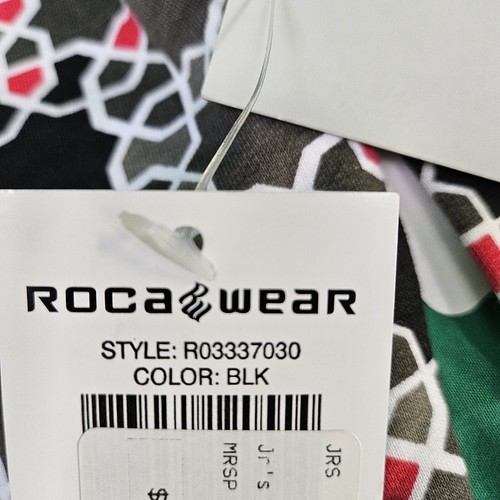 ROCAWEAR
STYLE: R03337030
COLOR: BLK
JRS
Jr's
MRSP
$